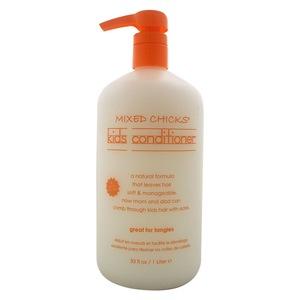 MIXED CHICKS®
kids conditioner
a natural formula
that leaves hair
soft & manageable.
now mom and dad can
comb through kids hair with ease.
great for tangles
33 fl oz / 1 Liter ℮